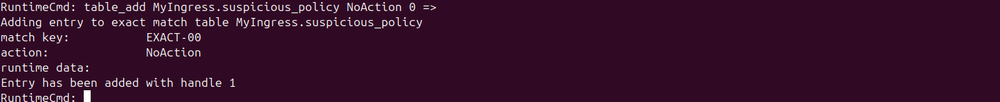 RuntimeCmd: table_add MyIngress.suspicious_policy NoAction 0 =>
Adding entry to exact match table MyIngress.suspicious_policy
match key:           EXACT-00
action:              NoAction
runtime data:
Entry has been added with handle 1
RuntimeCmd: